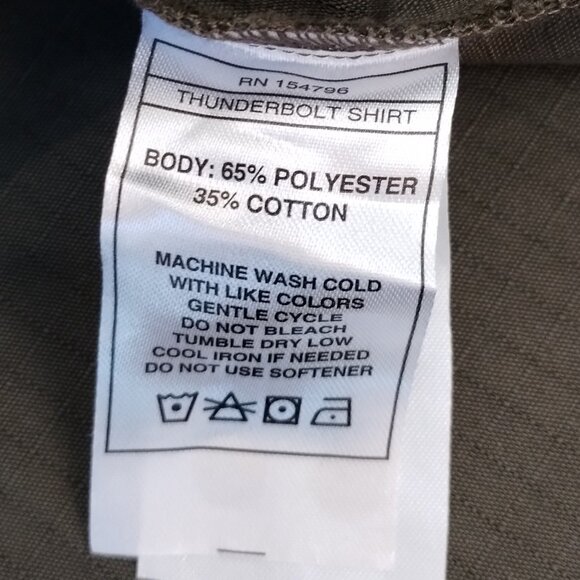 RN 154796
THUNDERBOLT SHIRT
BODY: 65% POLYESTER
35% COTTON
MACHINE WASH COLD
WITH LIKE COLORS
GENTLE CYCLE
DO NOT BLEACH
TUMBLE DRY LOW
COOL IRON IF NEEDED
DO NOT USE SOFTENER